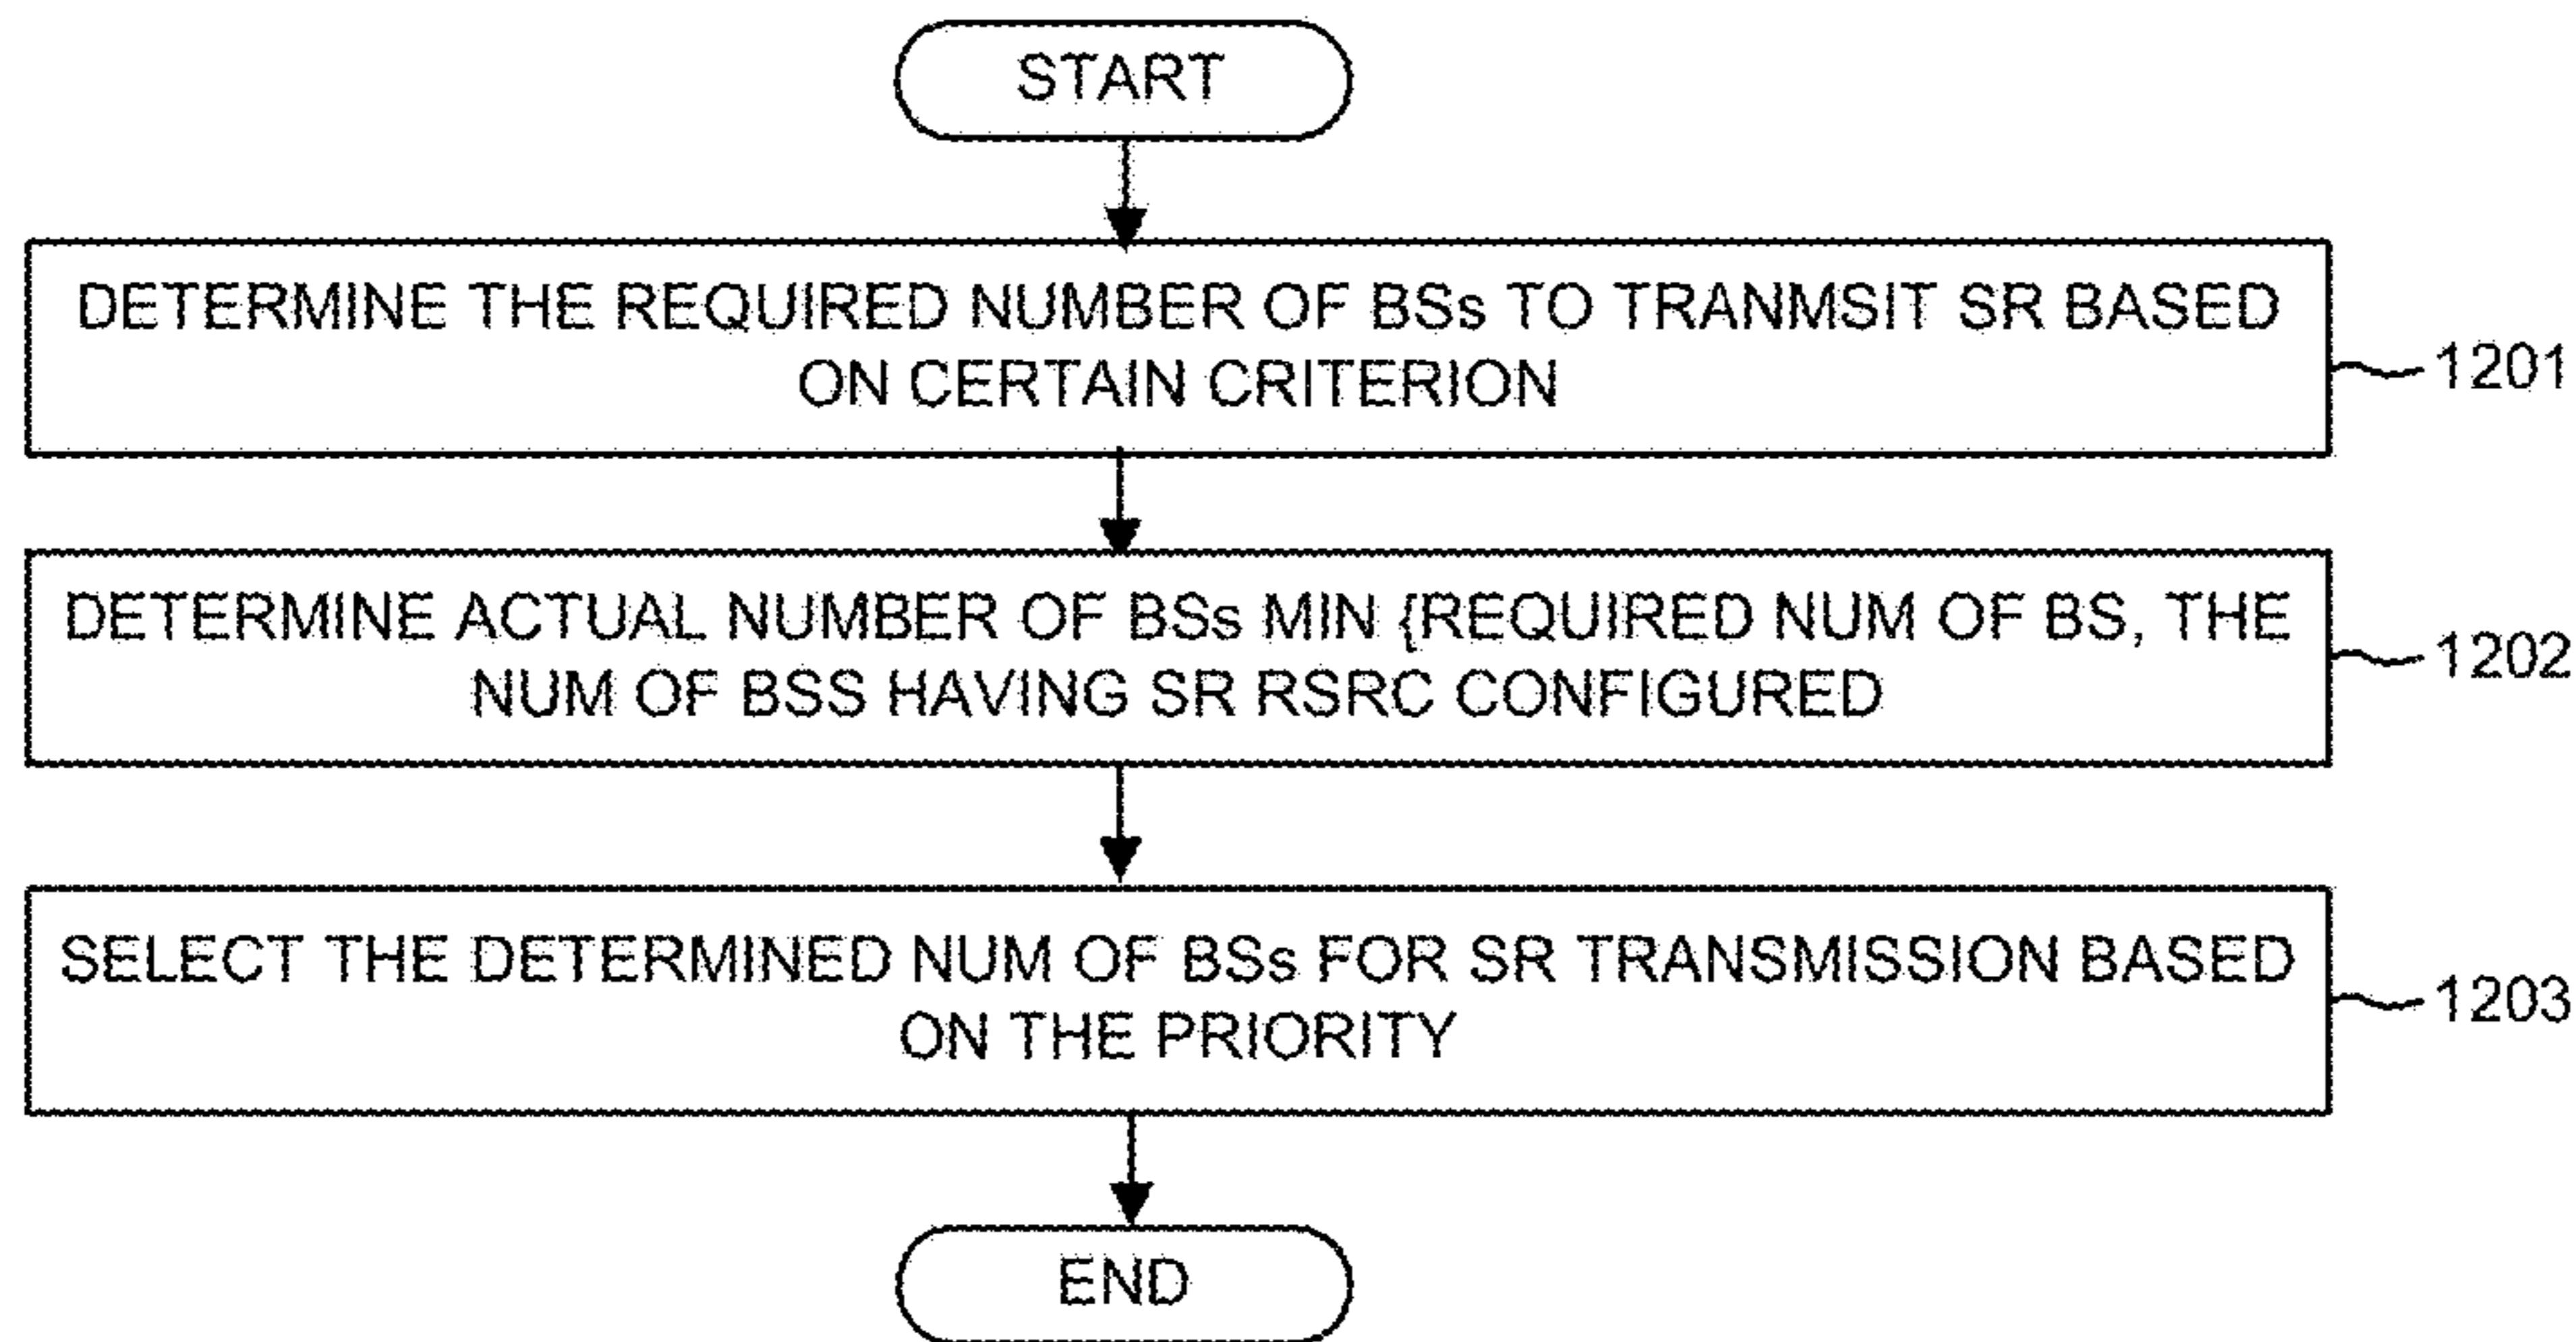 START
DETERMINE THE REQUIRED NUMBER OF BSs TO TRANMSIT SR BASED
ON CERTAIN CRITERION
1201
DETERMINE ACTUAL NUMBER OF BSs MIN {REQUIRED NUM OF BS, THE
NUM OF BSS HAVING SR RSRC CONFIGURED
1202
SELECT THE DETERMINED NUM OF BSs FOR SR TRANSMISSION BASED
ON THE PRIORITY
1203
END